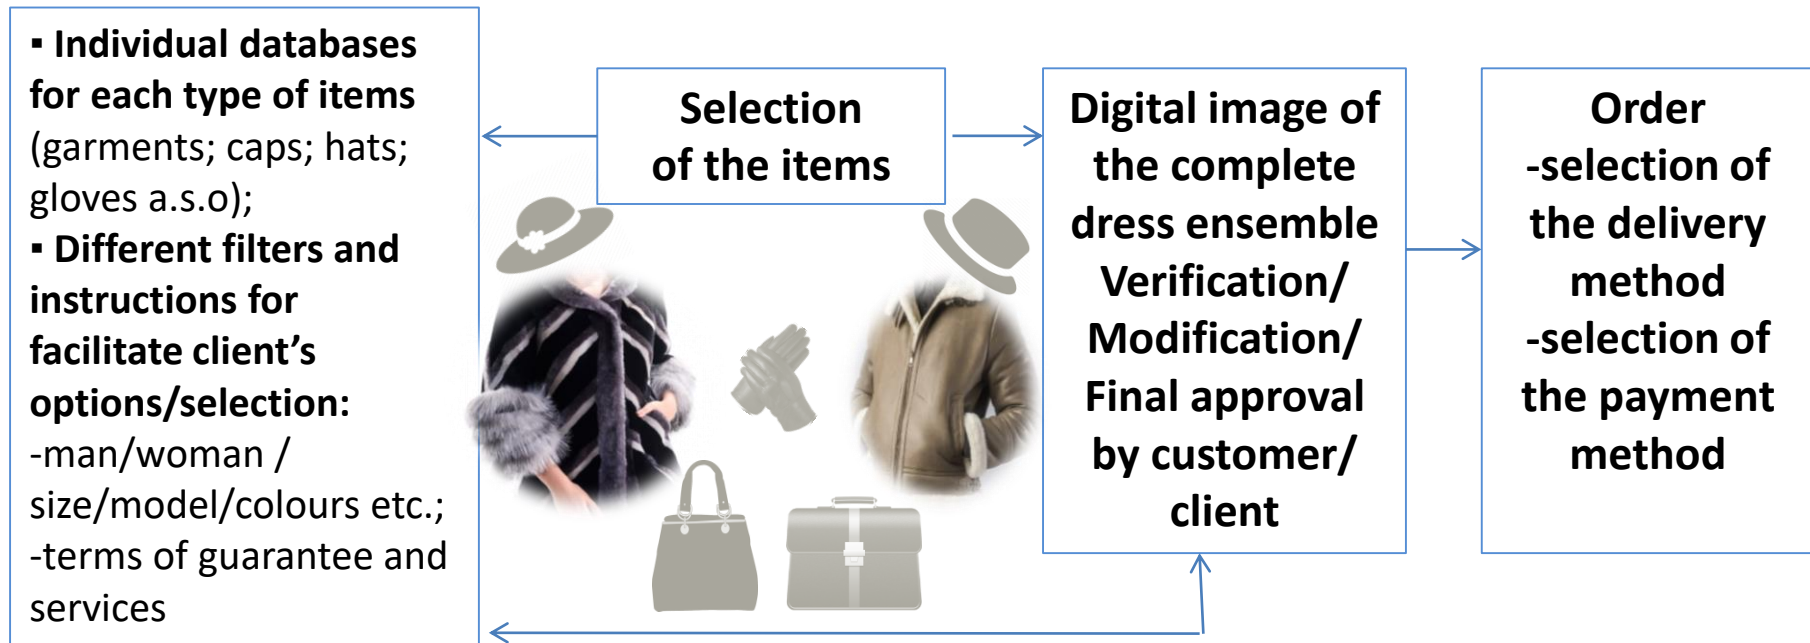 ▪ Individual databases
for each type of items
(garments; caps; hats;
gloves a.s.o);
▪ Different filters and
instructions for
facilitate client’s
options/selection:
-man/woman /
size/model/colours etc.;
-terms of guarantee and
services
Selection
of the items
Digital image of
the complete
dress ensemble
Verification/
Modification/
Final approval
by customer/
client
Order
-selection of
the delivery
method
-selection of
the payment
method